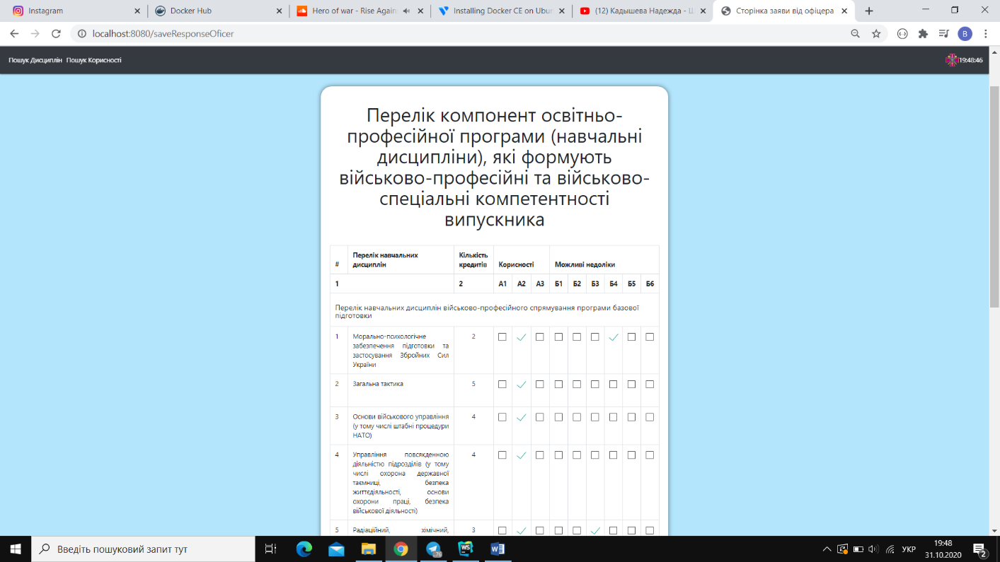 Instagram
Docker Hub
Hero of war - Rise Again
Installing Docker CE on Ubun
(12) Кадышева Надежда - Ш
Сторінка заяви від офіцера
localhost:8080/saveResponseOficer
B
Пошук Дисциплін Пошук Корисності
19:48:46
Перелік компонент освітньо-
професійної програми (навчальні
дисципліни), які формують
військово-професійні та військово-
спеціальні компетентності
випускника
# Перелік навчальних дисциплін Кількість кредитів Корисності Можливі недоліки
1 2 А1 А2 А3 Б1 Б2 Б3 Б4 Б5 Б6
Перелік навчальних дисциплін військово-професійного спрямування програми базової
підготовки
1 Морально-психологічне 2
забезпечення підготовки та
застосування Збройних Сил
України
2 Загальна тактика 5
3 Основи військового управління 4
(у тому числі штабні процедури
НАТО)
4 Управління повсякденною 4
діяльністю підрозділів (у тому
числі охорона державної
таємниці, безпека
життєдіяльності, основи
охорони праці, безпека
військової діяльності)
5 Радіаційний, хімічний, 3
Введіть пошуковий запит тут
УКР
19:48
31.10.2020
2